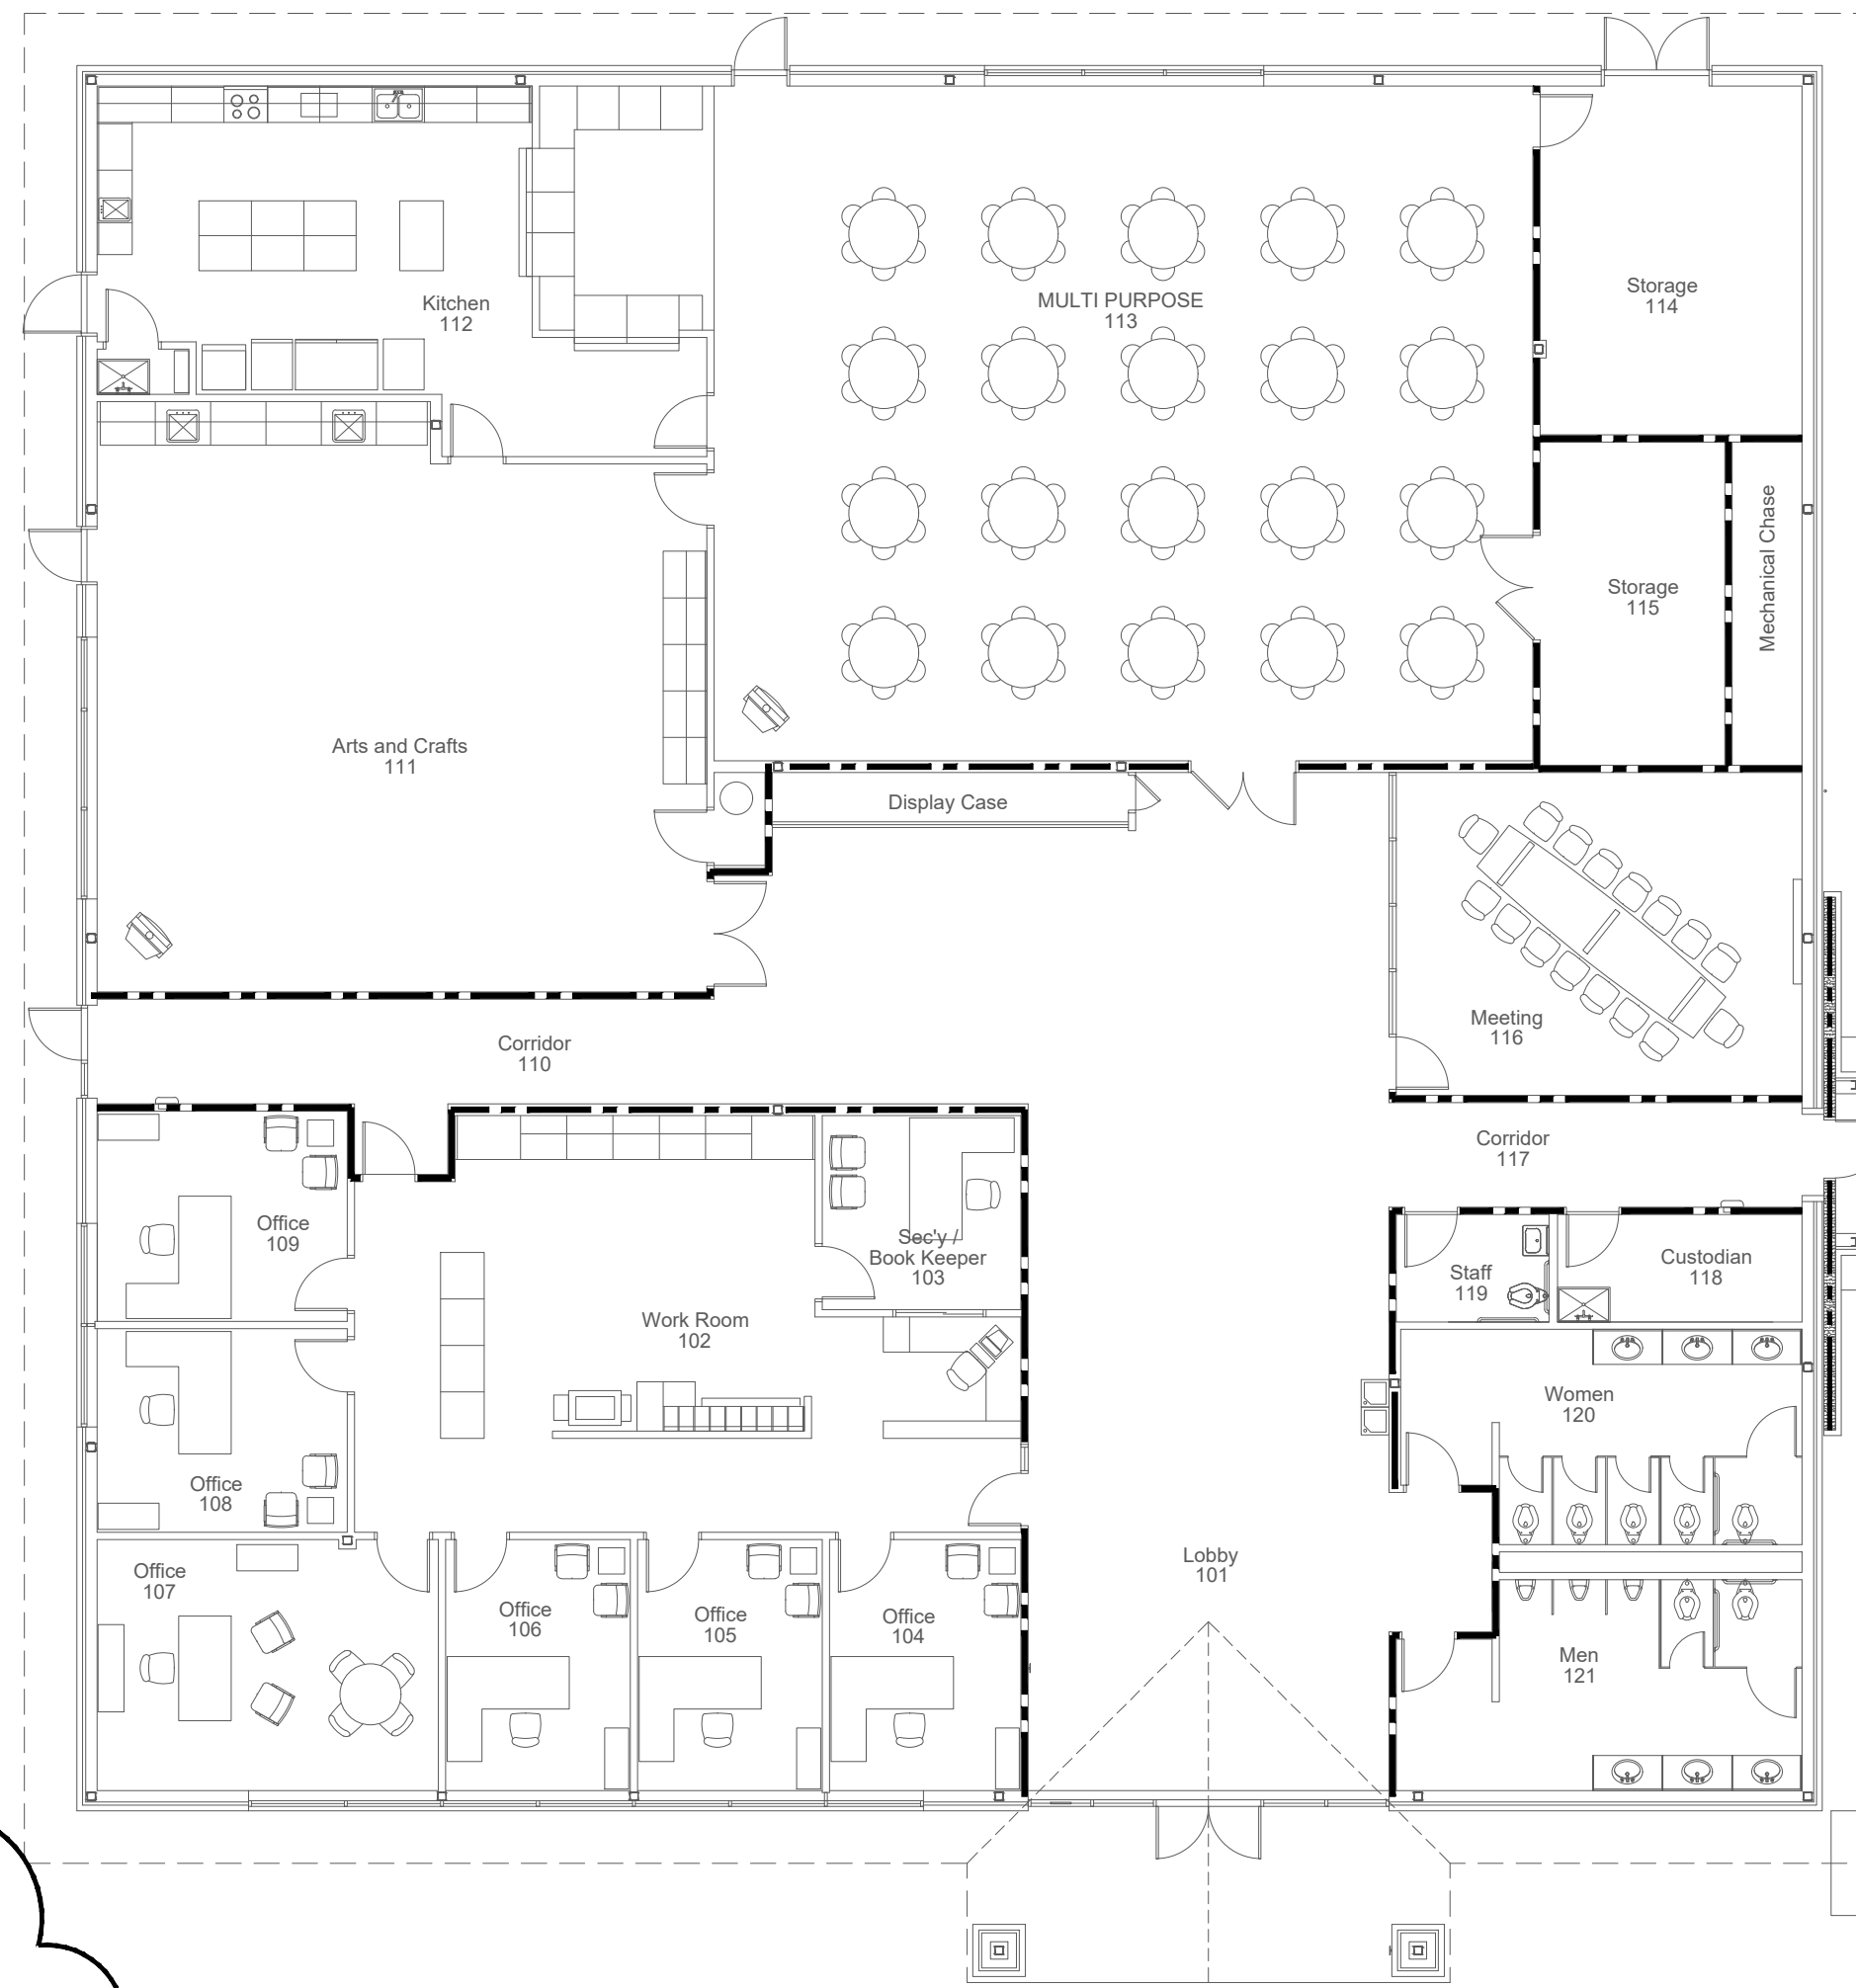 Kitchen
112
MULTI PURPOSE
113
Storage
114
Storage
115
Mechanical Chase
Arts and Crafts
111
Display Case
Meeting
116
Corridor
110
Corridor
117
Office
109
Sec'y /
Book Keeper
103
Staff
119
Custodian
118
Work Room
102
Women
120
Office
108
Lobby
101
Office
107
Office
106
Office
105
Office
104
Men
121